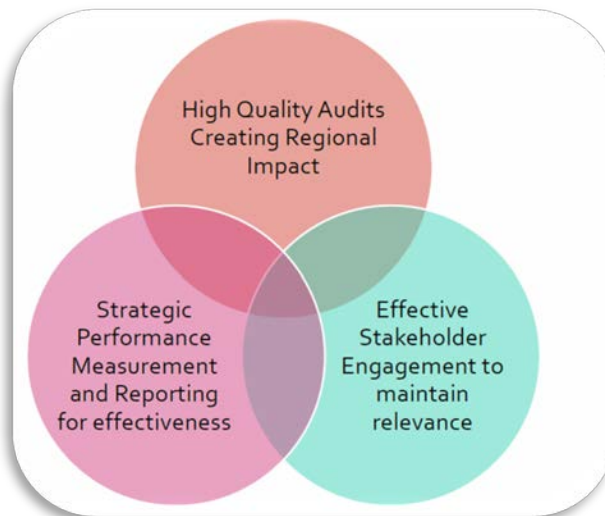 High Quality Audits
Creating Regional
Impact
Strategic
Performance
Measurement
and Reporting
for effectiveness
Effective
Stakeholder
Engagement to
maintain
relevance